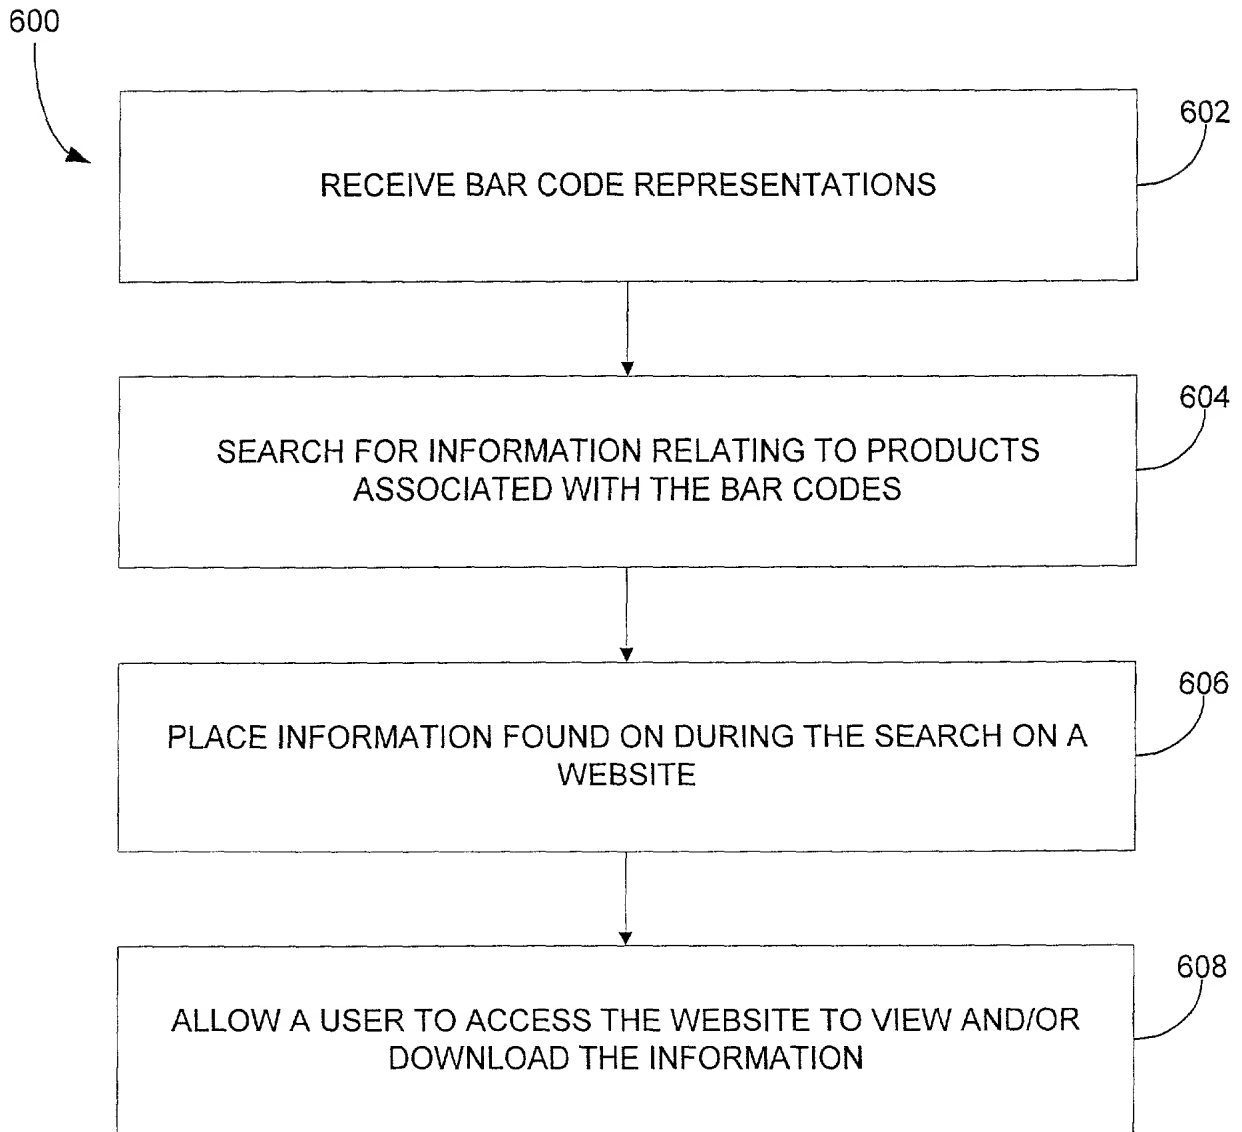 600
602
RECEIVE BAR CODE REPRESENTATIONS
604
SEARCH FOR INFORMATION RELATING TO PRODUCTS
ASSOCIATED WITH THE BAR CODES
606
PLACE INFORMATION FOUND ON DURING THE SEARCH ON A
WEBSITE
608
ALLOW A USER TO ACCESS THE WEBSITE TO VIEW AND/OR
DOWNLOAD THE INFORMATION